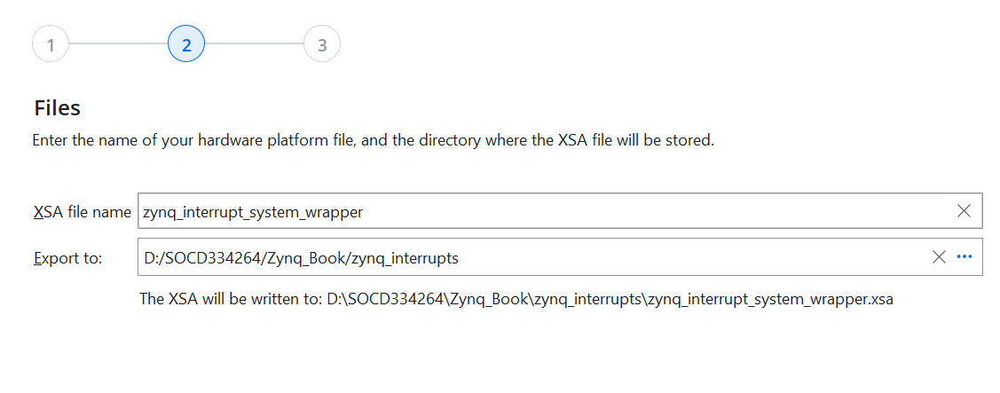 1 2 3
Files
Enter the name of your hardware platform file, and the directory where the XSA file will be stored.
XSA file name zynq_interrupt_system_wrapper
Export to: D:/SOCD334264/Zynq_Book/zynq_interrupts
The XSA will be written to: D:\SOCD334264\Zynq_Book\zynq_interrupts\zynq_interrupt_system_wrapper.xsa